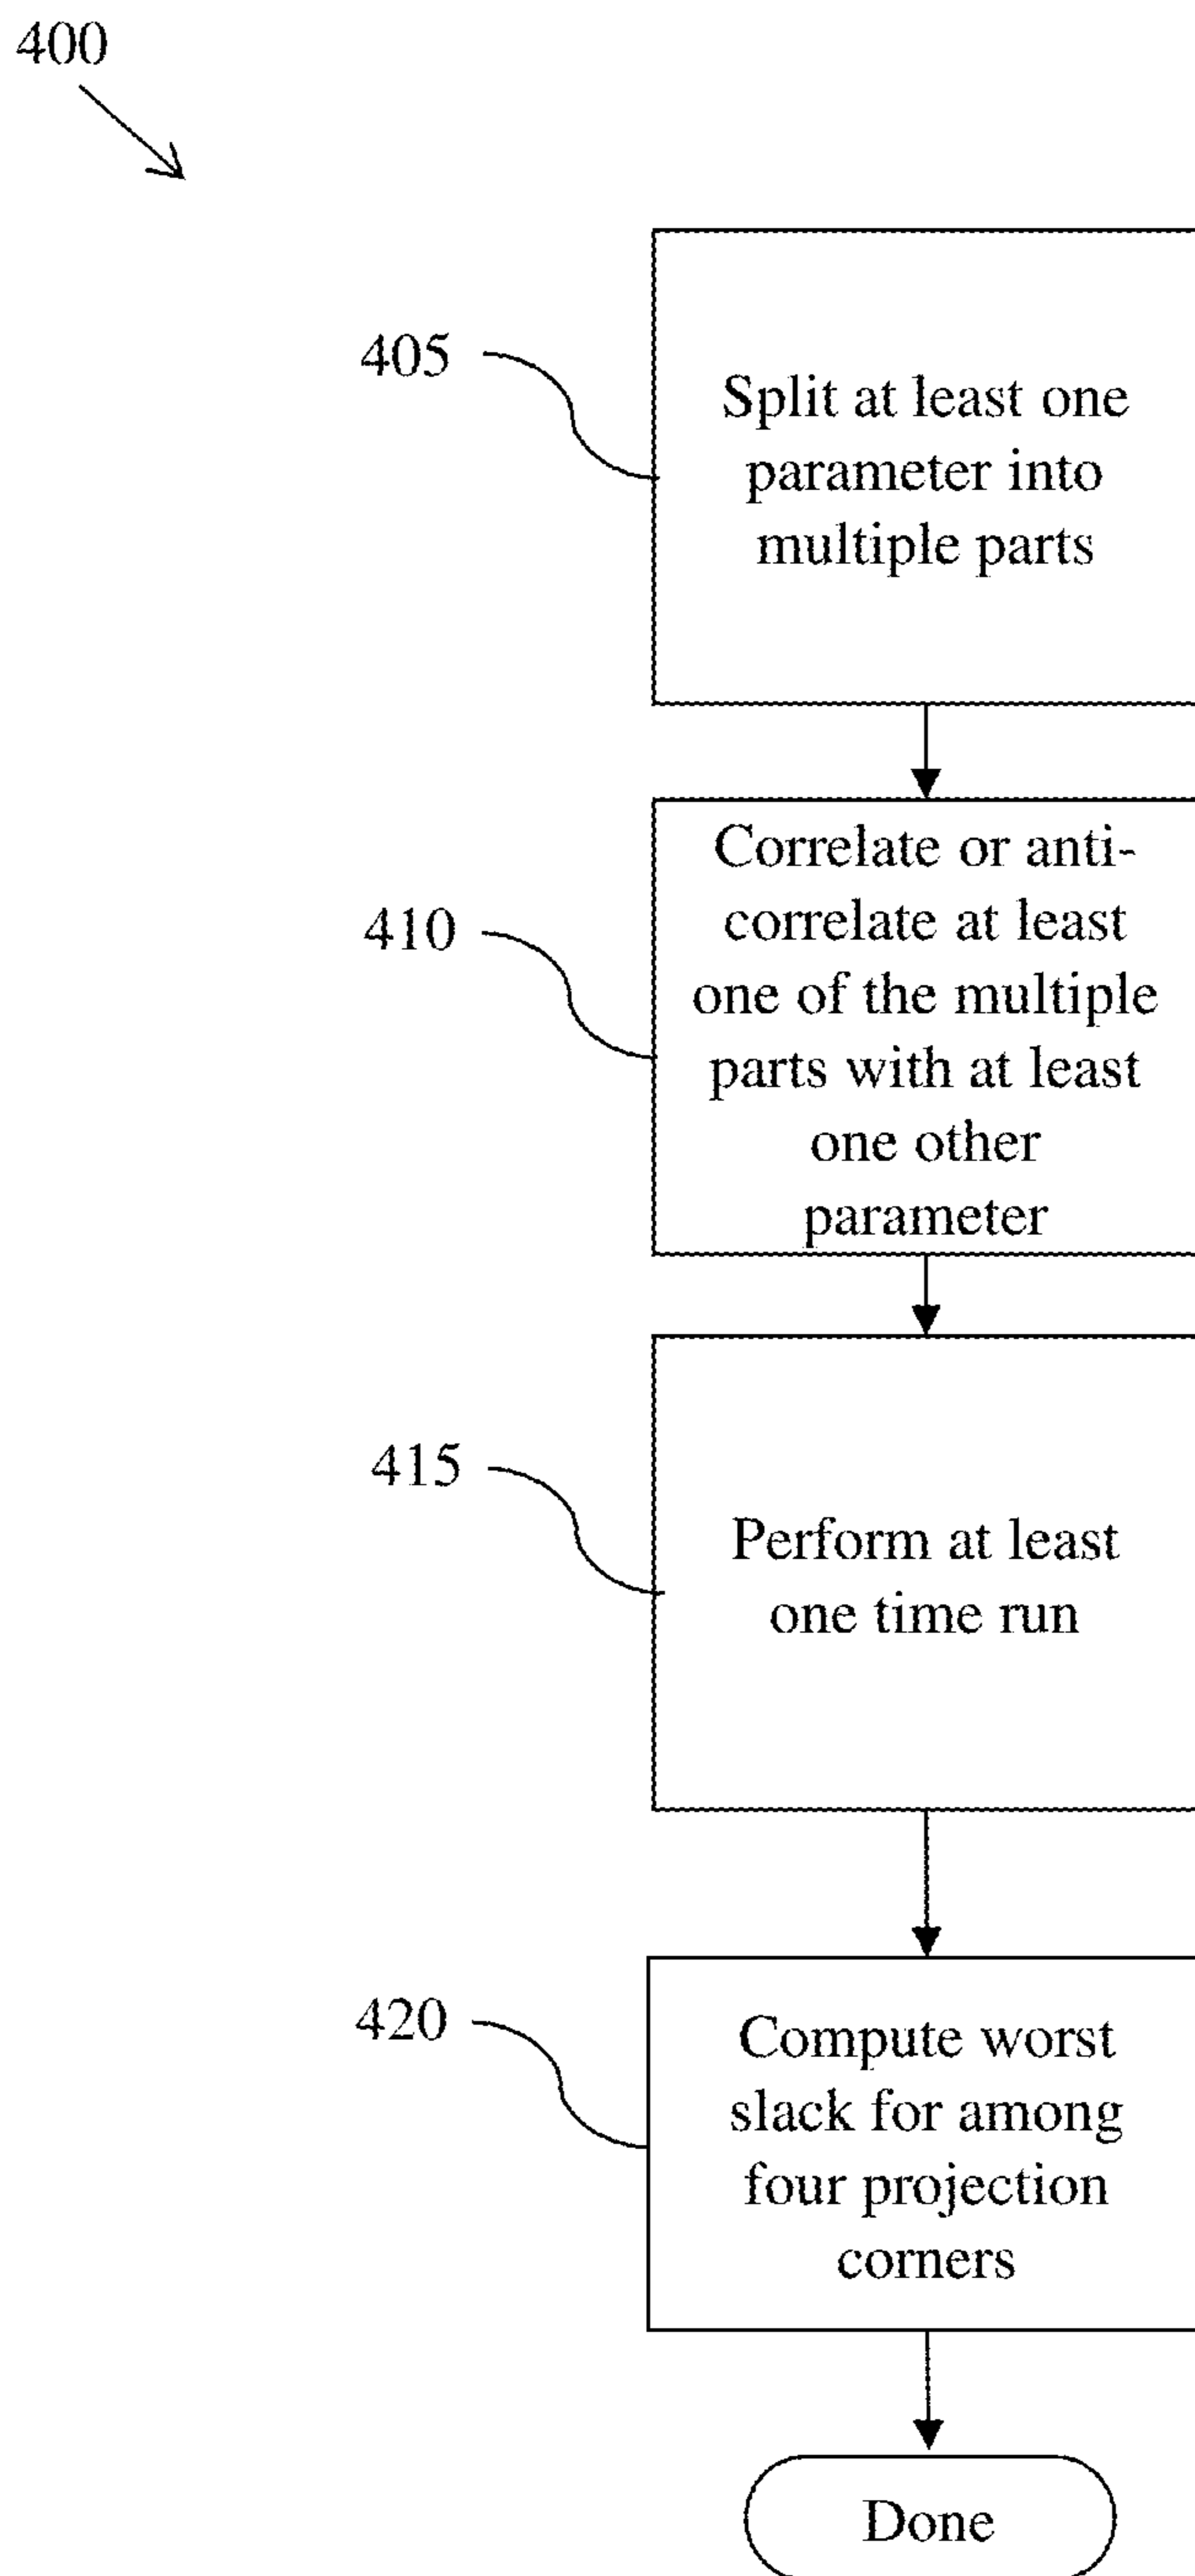 400
405
Split at least one
parameter into
multiple parts
410
Correlate or anti-
correlate at least
one of the multiple
parts with at least
one other
parameter
415
Perform at least
one time run
420
Compute worst
slack for among
four projection
corners
Done